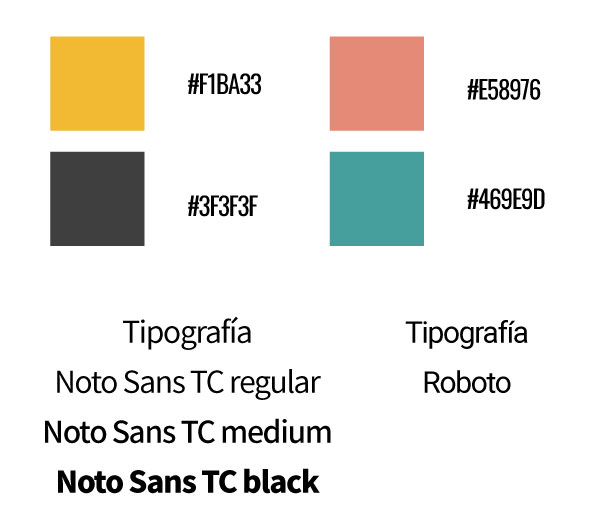 #F1BA33
#E58976
#3F3F3F
#469E9D
Tipografía
Noto Sans TC regular
Noto Sans TC medium
Noto Sans TC black
Tipografía
Roboto